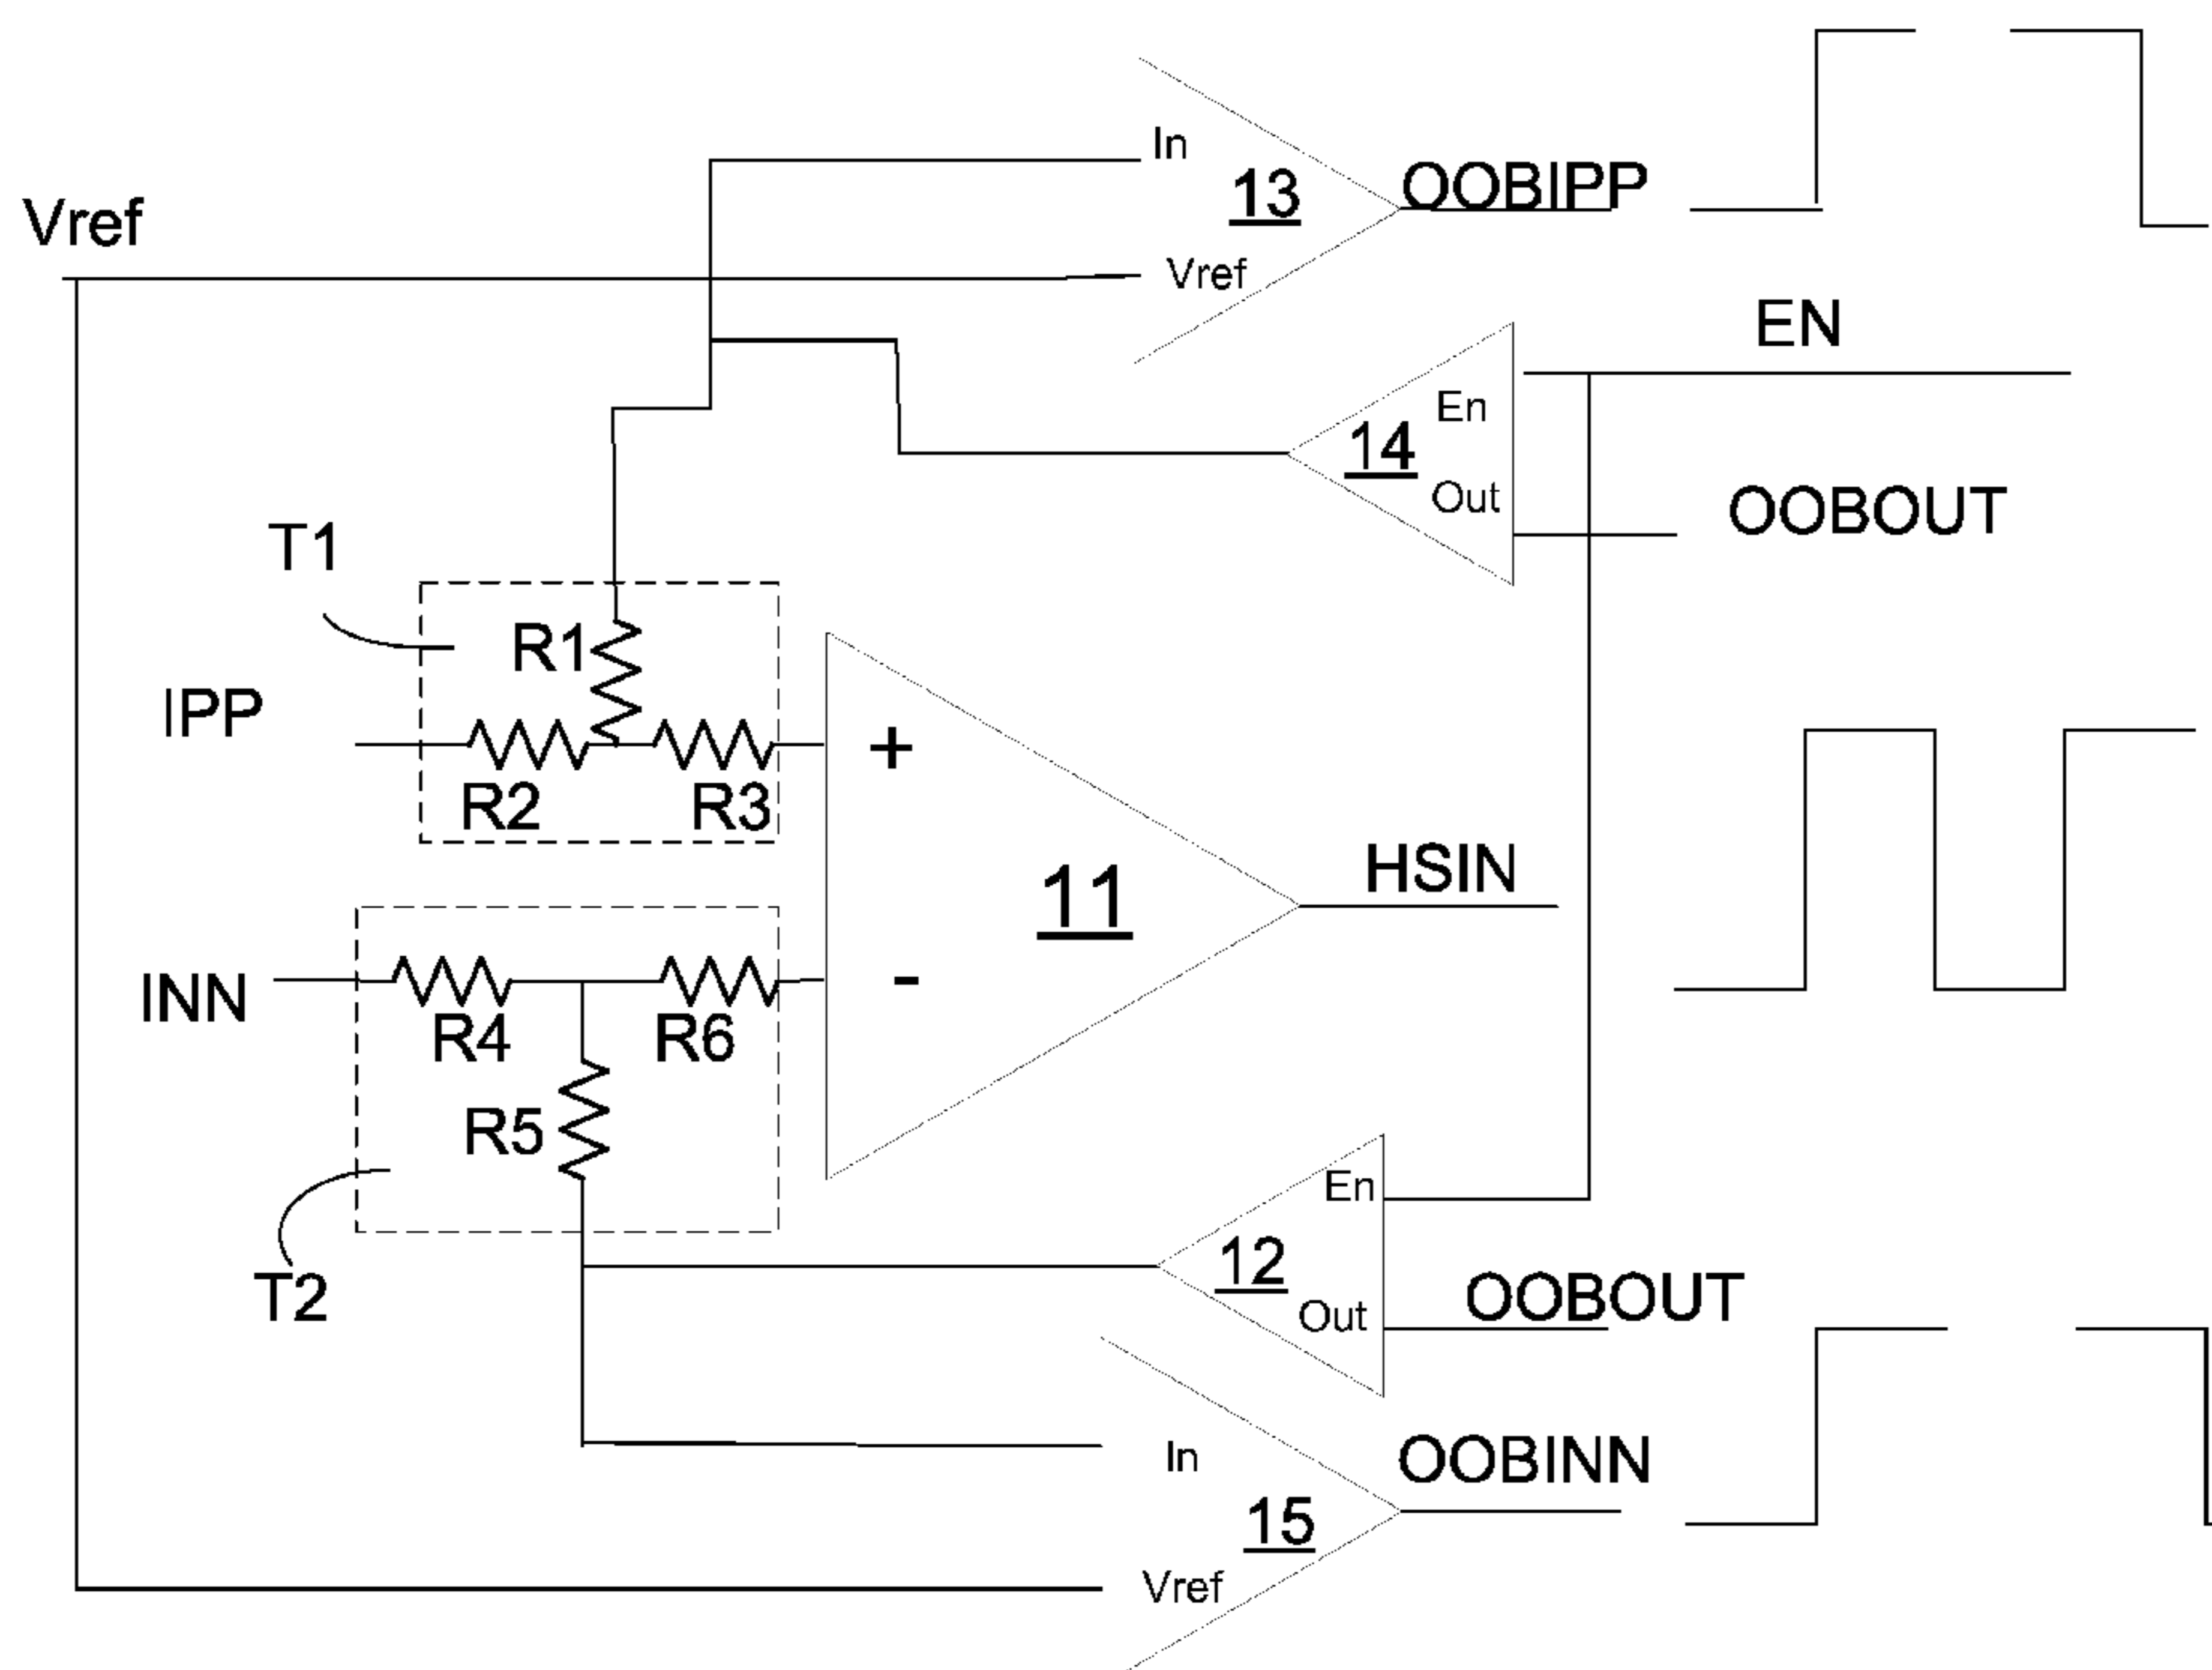 In
13
OOBIPP
Vref
Vref
EN
En
14
Out
OOBOUT
T1
R1
IPP
+
R2
R3
11
HSIN
INN
-
R4
R6
R5
En
12
T2
Out
OOBOUT
In
OOBINN
15
Vref